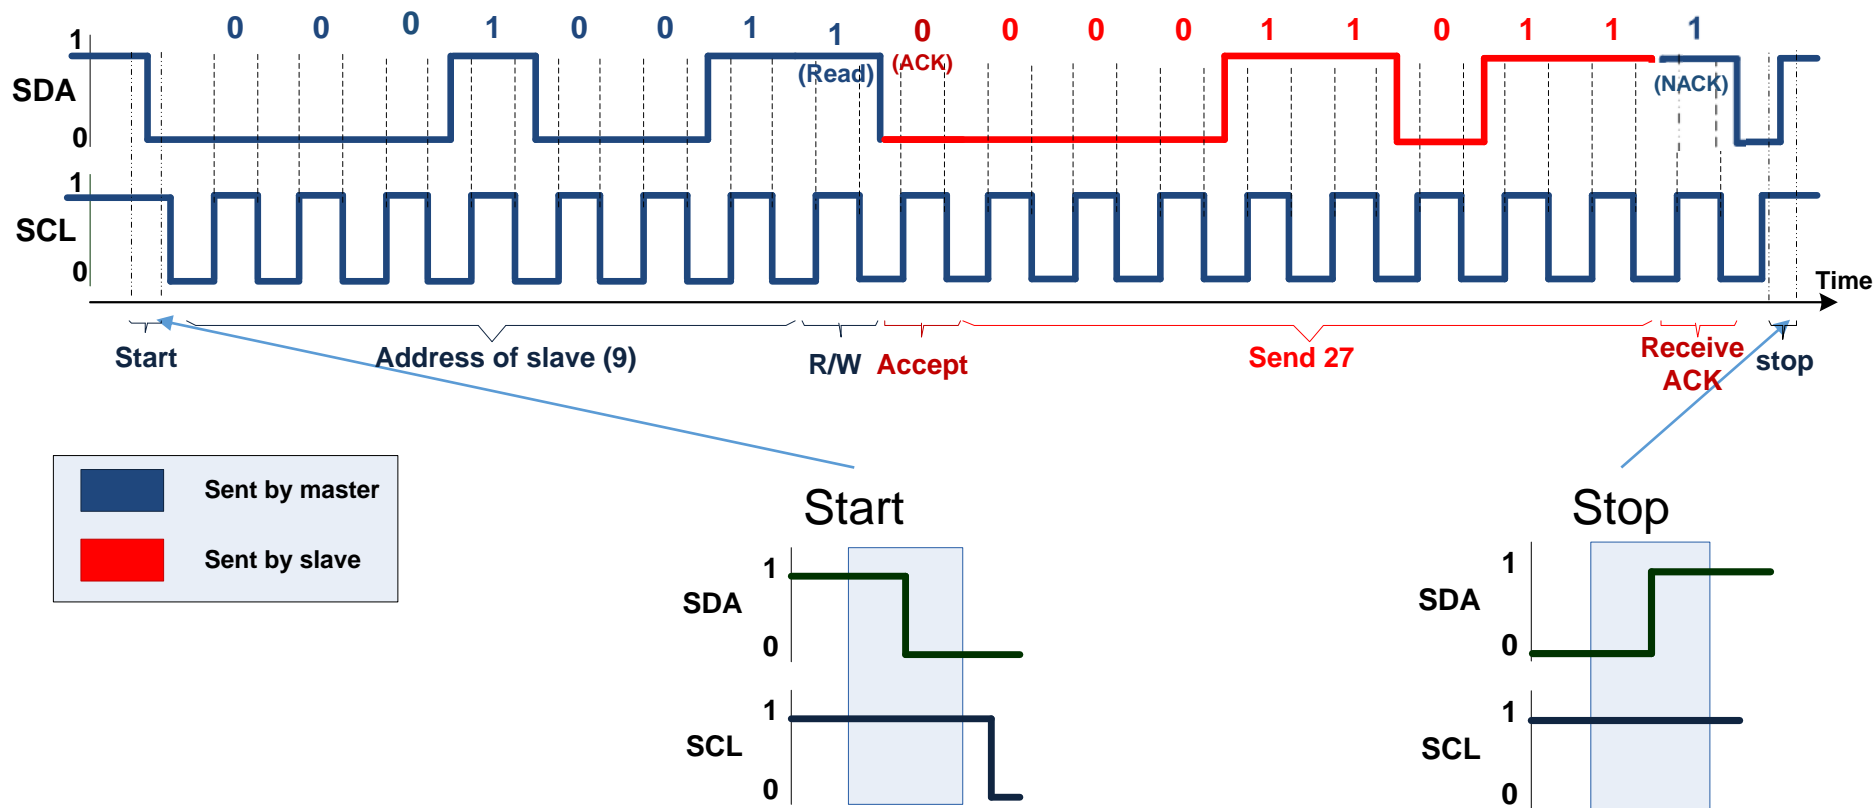 0 0 0 1 0 0 1 1 0 0 0 0 1 1 0 1 1 1
(Read) (ACK) (NACK)
1
SDA
0
1
SCL
0
Time
Start Address of slave (9) R/W Accept Send 27 Receive ACK stop
Sent by master
Sent by slave
Start
1
SDA
0
1
SCL
0
Stop
1
SDA
0
1
SCL
0